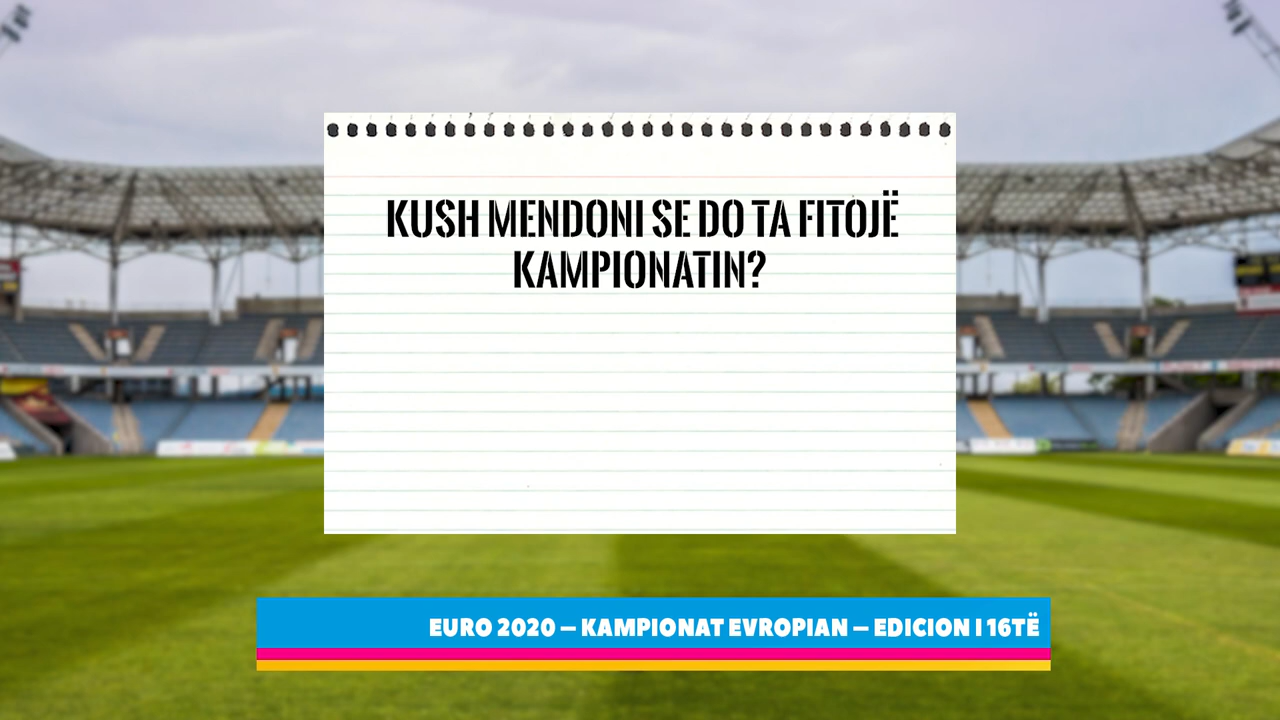 KUSH MENDONI SE DO TA FITOJË
KAMPIONATIN?
EURO 2020 – KAMPIONAT EVROPIAN – EDICION I 16TË